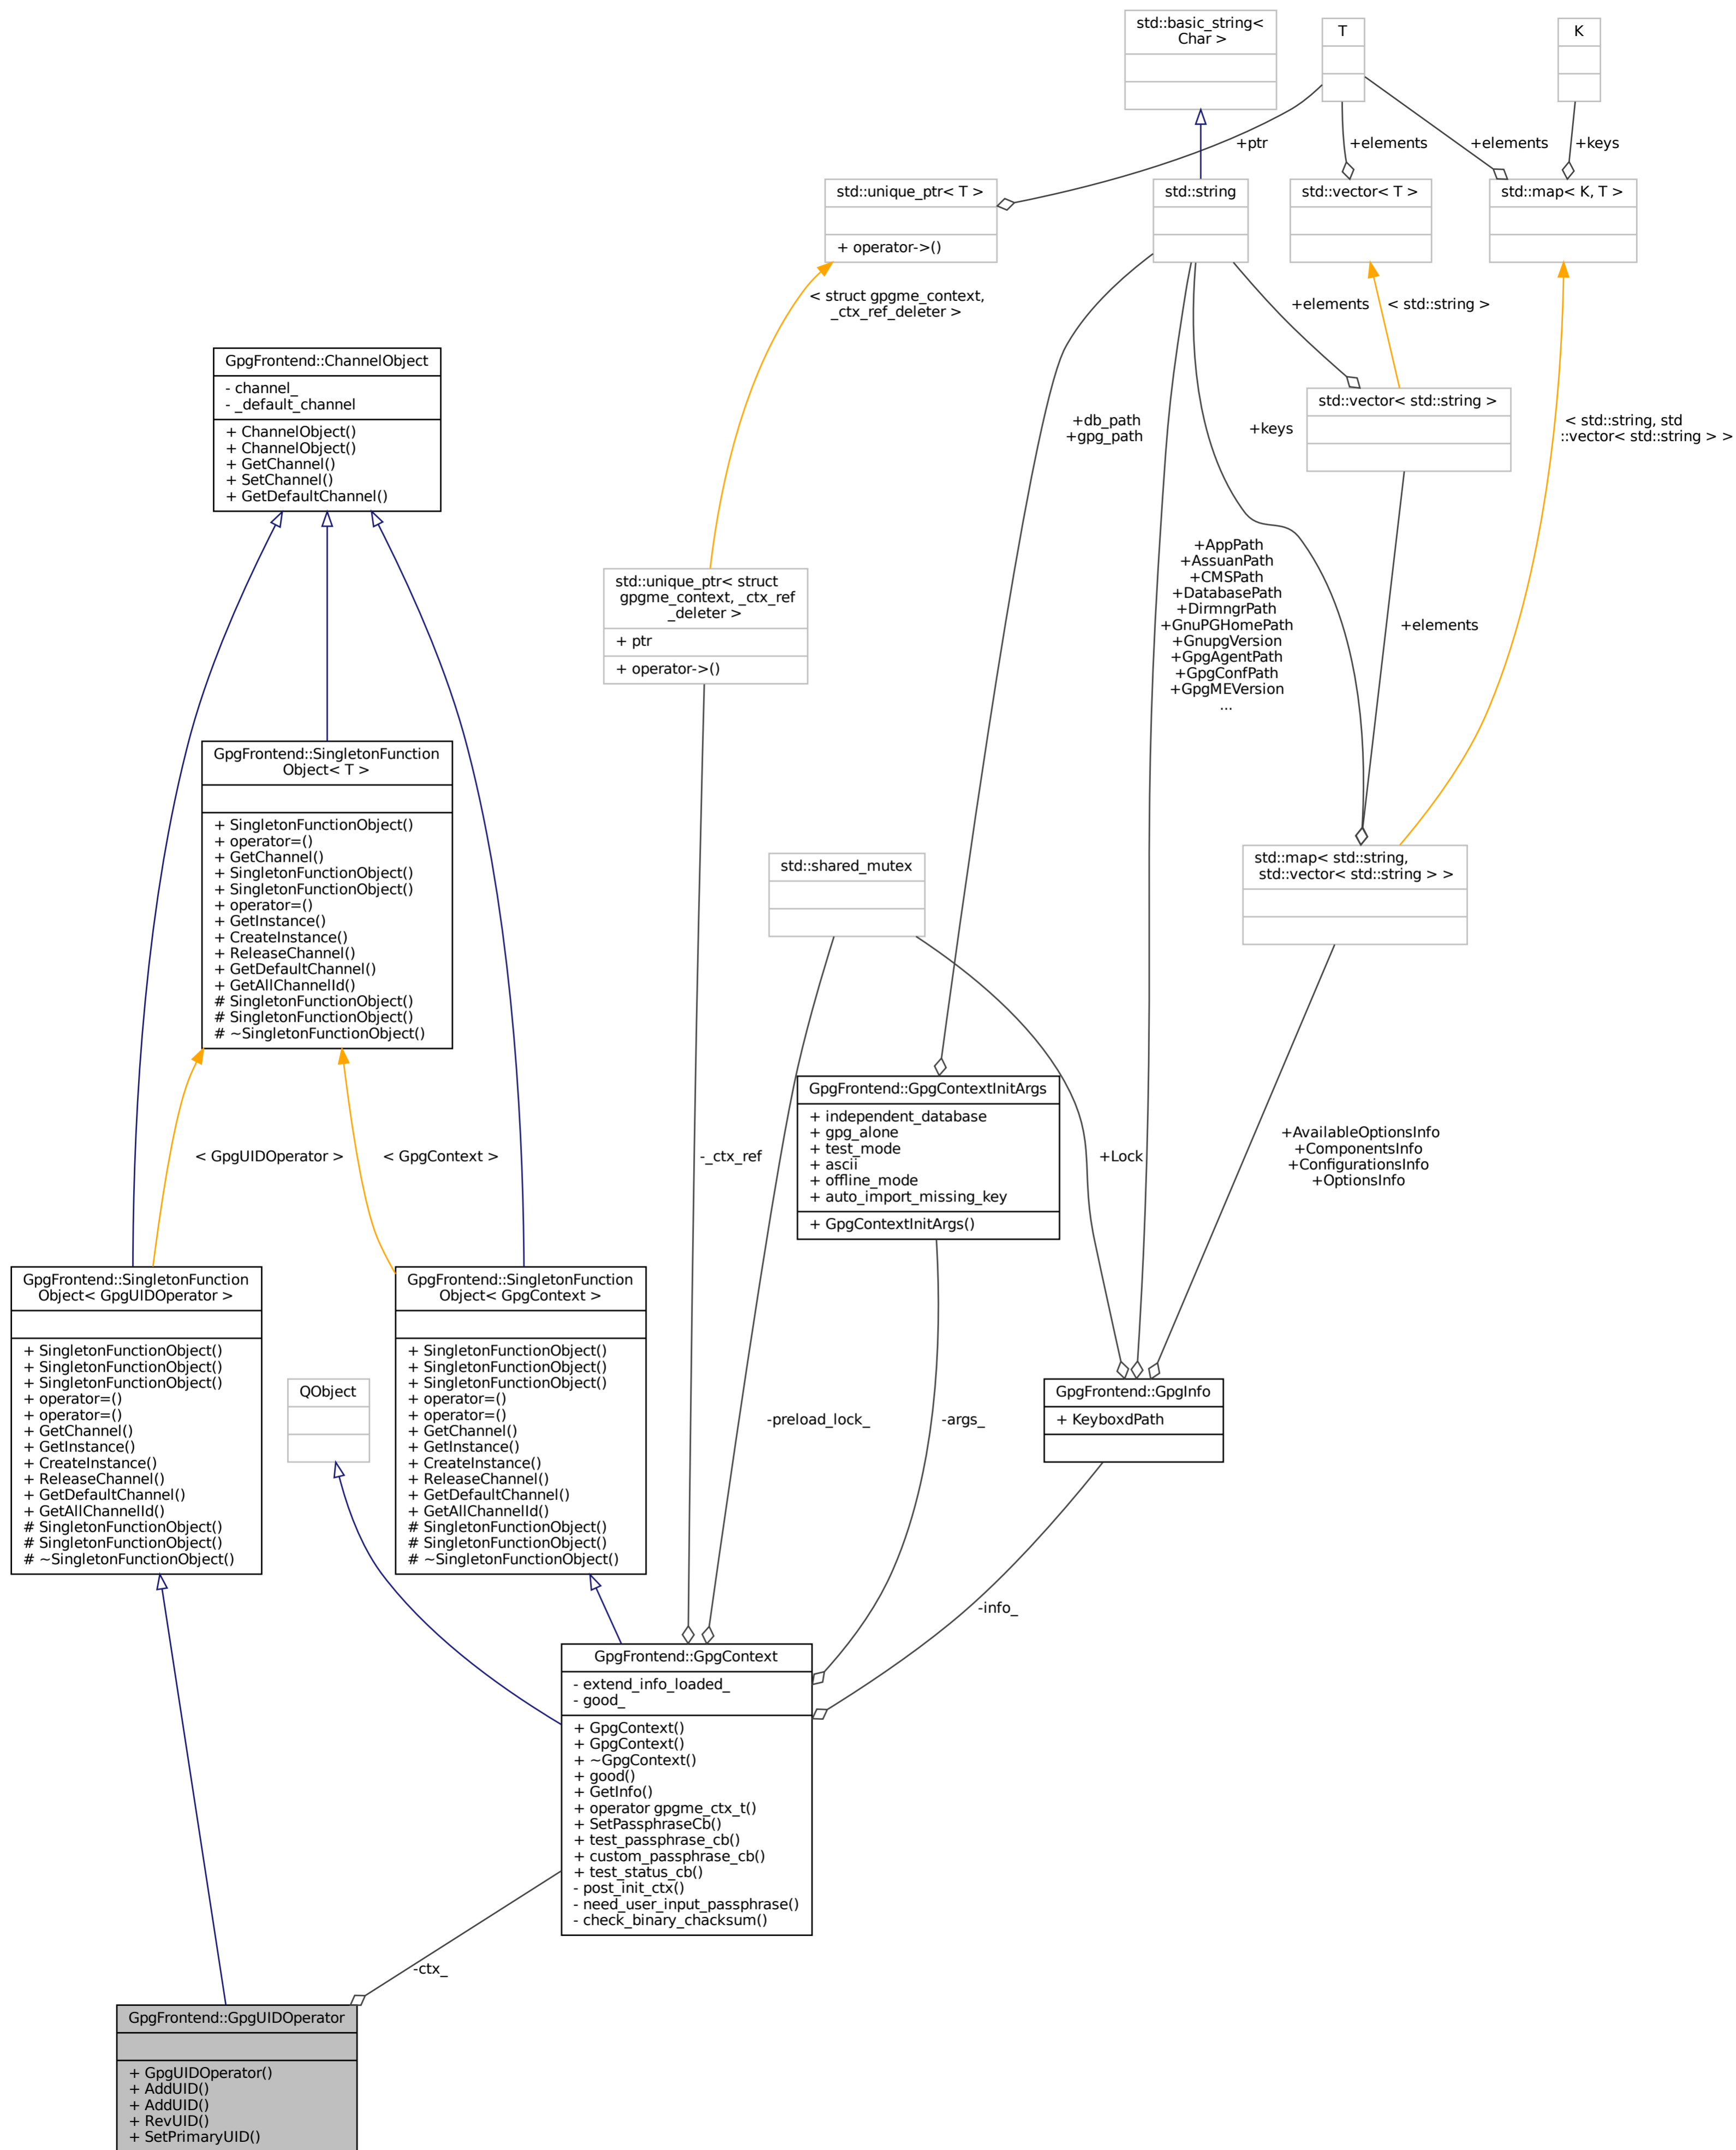 std::basic_string<
Char >
T
K
+ptr
+elements
+elements
+keys
std::unique_ptr< T >
+ operator->()
std::string
std::vector< T >
std::map< K, T >
< struct gpgme_context,
_ctx_ref_deleter >
+elements
< std::string >
GpgFrontend::ChannelObject
- channel_
- _default_channel
+ ChannelObject()
+ ChannelObject()
+ GetChannel()
+ SetChannel()
+ GetDefaultChannel()
+db_path
+gpg_path
+keys
std::vector< std::string >
< std::string, std
::vector< std::string > >
std::unique_ptr< struct
gpgme_context, _ctx_ref
_deleter >
+ ptr
+ operator->()
+AppPath
+AssuanPath
+CMSPath
+DatabasePath
+DirmngrPath
+GnuPGHomePath
+GnupgVersion
+GpgAgentPath
+GpgConfPath
+GpgMEVersion
...
+elements
GpgFrontend::SingletonFunction
Object< T >
+ SingletonFunctionObject()
+ operator=()
+ GetChannel()
+ SingletonFunctionObject()
+ SingletonFunctionObject()
+ operator=()
+ GetInstance()
+ CreateInstance()
+ ReleaseChannel()
+ GetDefaultChannel()
+ GetAllChannelId()
# SingletonFunctionObject()
# SingletonFunctionObject()
# ~SingletonFunctionObject()
std::shared_mutex
std::map< std::string,
std::vector< std::string > >
< GpgUIDOperator >
< GpgContext >
-_ctx_ref
GpgFrontend::GpgContextInitArgs
+ independent_database
+ gpg_alone
+ test_mode
+ ascii
+ offline_mode
+ auto_import_missing_key
+ GpgContextInitArgs()
+Lock
+AvailableOptionsInfo
+ComponentsInfo
+ConfigurationsInfo
+OptionsInfo
GpgFrontend::SingletonFunction
Object< GpgUIDOperator >
+ SingletonFunctionObject()
+ SingletonFunctionObject()
+ SingletonFunctionObject()
+ operator=()
+ operator=()
+ GetChannel()
+ GetInstance()
+ CreateInstance()
+ ReleaseChannel()
+ GetDefaultChannel()
+ GetAllChannelId()
# SingletonFunctionObject()
# SingletonFunctionObject()
# ~SingletonFunctionObject()
QObject
GpgFrontend::SingletonFunction
Object< GpgContext >
+ SingletonFunctionObject()
+ SingletonFunctionObject()
+ SingletonFunctionObject()
+ operator=()
+ operator=()
+ GetChannel()
+ GetInstance()
+ CreateInstance()
+ ReleaseChannel()
+ GetDefaultChannel()
+ GetAllChannelId()
# SingletonFunctionObject()
# SingletonFunctionObject()
# ~SingletonFunctionObject()
-preload_lock_
-args_
GpgFrontend::GpgInfo
+ KeyboxdPath
-info_
GpgFrontend::GpgContext
- extend_info_loaded_
- good_
+ GpgContext()
+ GpgContext()
+ ~GpgContext()
+ good()
+ GetInfo()
+ operator gpgme_ctx_t()
+ SetPassphraseCb()
+ test_passphrase_cb()
+ custom_passphrase_cb()
+ test_status_cb()
- post_init_ctx()
- need_user_input_passphrase()
- check_binary_chacksum()
-ctx_
GpgFrontend::GpgUIDOperator
+ GpgUIDOperator()
+ AddUID()
+ AddUID()
+ RevUID()
+ SetPrimaryUID()